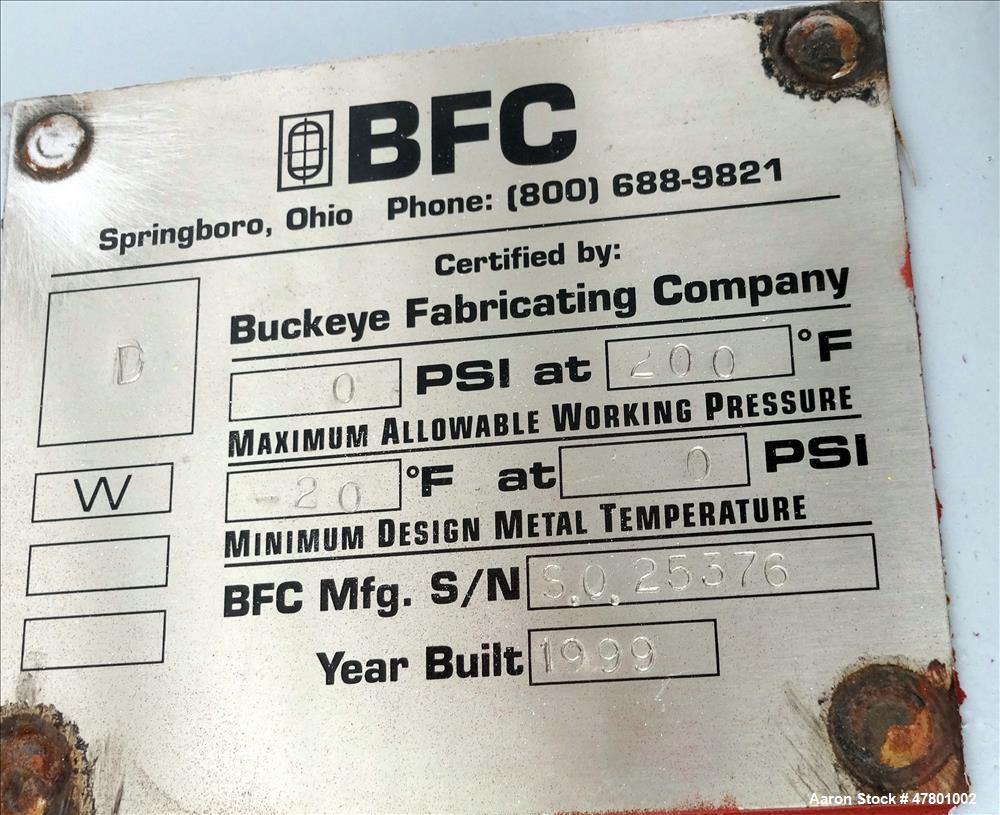 BFC
Springboro, Ohio Phone: (800) 688-9821
Certified by:
Buckeye Fabricating Company
D
0 PSI at 200 °F
MAXIMUM ALLOWABLE WORKING PRESSURE
W
-20 °F at 0 PSI
MINIMUM DESIGN METAL TEMPERATURE
BFC Mfg. S/N S.O. 25376
Year Built 1999
Aaron Stock # 47801002